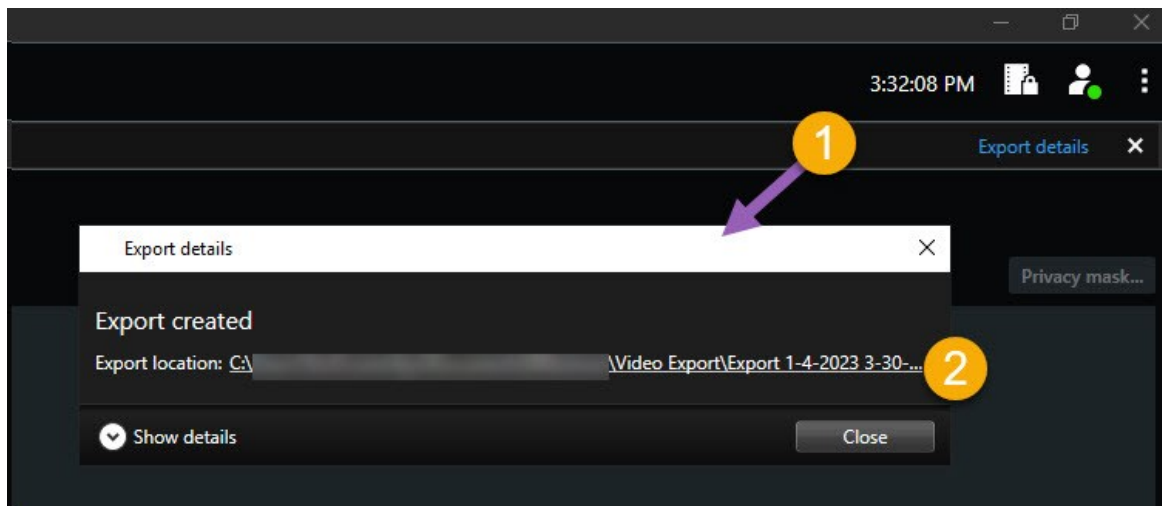 3:32:08 PM
1
Export details
Export details
Privacy mask...
Export created
Export location: C:\ \Video Export\Export 1-4-2023 3-30-...
2
Show details
Close